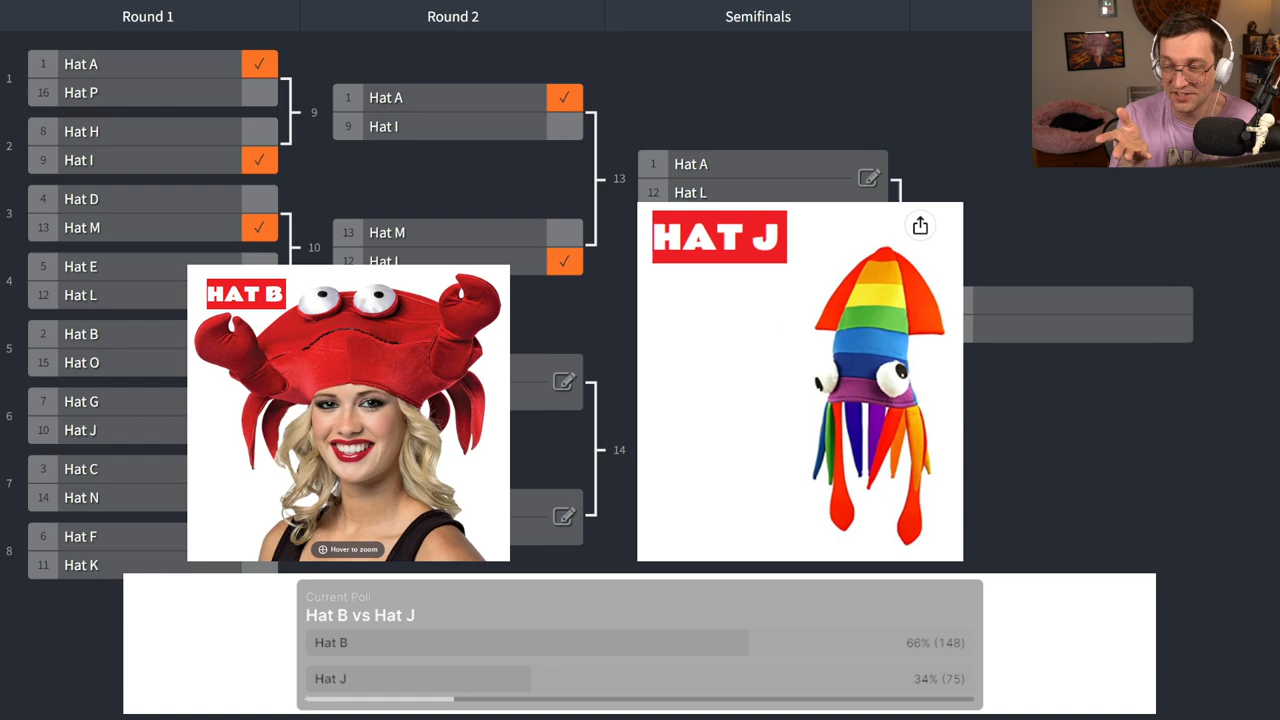 Round 1
Round 2
Semifinals
1
1 Hat A ✓
16 Hat P
2
8 Hat H
9 Hat I ✓
3
4 Hat D
13 Hat M ✓
4
5 Hat E
12 Hat L
5
2 Hat B
15 Hat O
6
7 Hat G
10 Hat J
7
3 Hat C
14 Hat N
8
6 Hat F
11 Hat K
9
1 Hat A ✓
9 Hat I
10
13 Hat M
12 Hat L ✓
13
1 Hat A
12 Hat L
14
HAT B
Hover to zoom
HAT J
Current Poll
Hat B vs Hat J
Hat B 66% (148)
Hat J 34% (75)